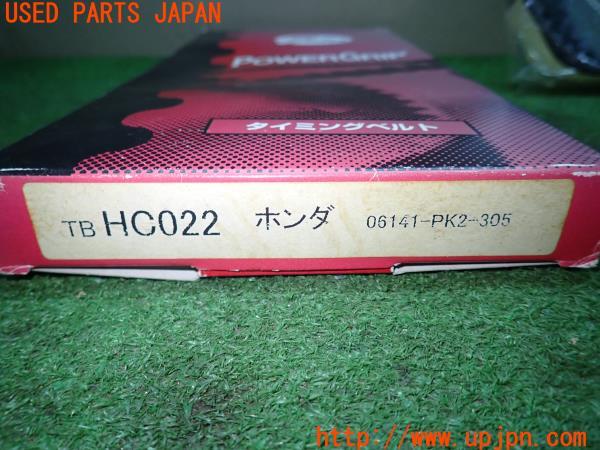 USED PARTS JAPAN
POWERGRIP
タイミングベルト
TB HC022 ホンダ 06141-PK2-305
(C) U-PARTS
http://www.upjpn.com